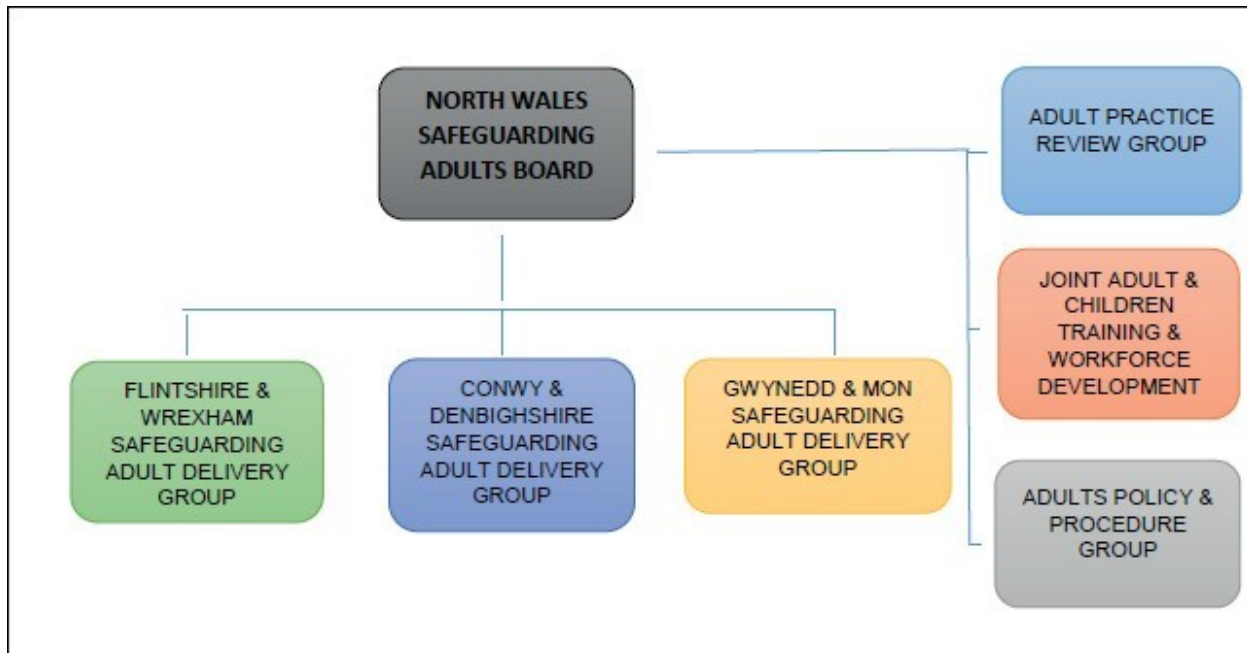 NORTH WALES
SAFEGUARDING
ADULTS BOARD
ADULT PRACTICE
REVIEW GROUP
JOINT ADULT &
CHILDREN
TRAINING &
WORKFORCE
DEVELOPMENT
ADULTS POLICY &
PROCEDURE
GROUP
FLINTSHIRE &
WREXHAM
SAFEGUARDING
ADULT DELIVERY
GROUP
CONWY &
DENBIGHSHIRE
SAFEGUARDING
ADULT DELIVERY
GROUP
GWYNEDD & MON
SAFEGUARDING
ADULT DELIVERY
GROUP